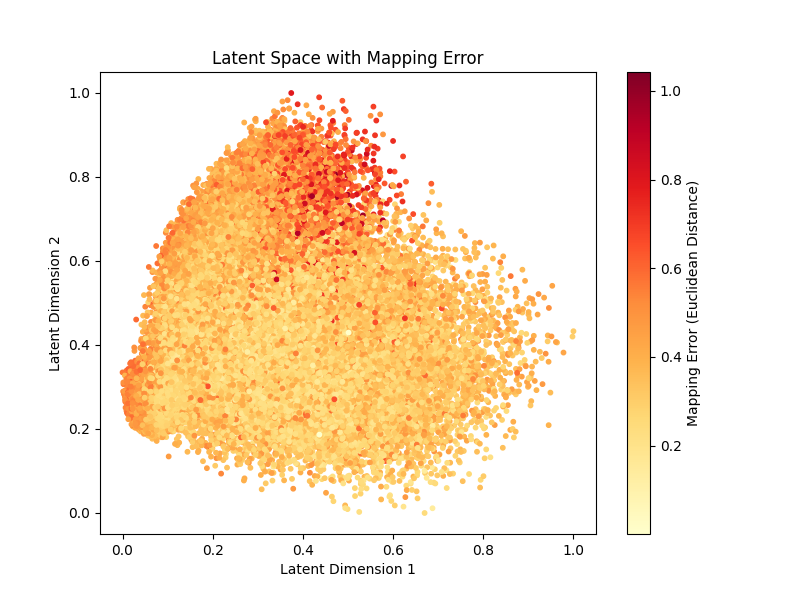 Latent Space with Mapping Error
1.0
0.8
0.6
0.4
0.2
0.0
Latent Dimension 2
0.0 0.2 0.4 0.6 0.8 1.0
Latent Dimension 1
1.0
0.8
0.6
0.4
0.2
Mapping Error (Euclidean Distance)